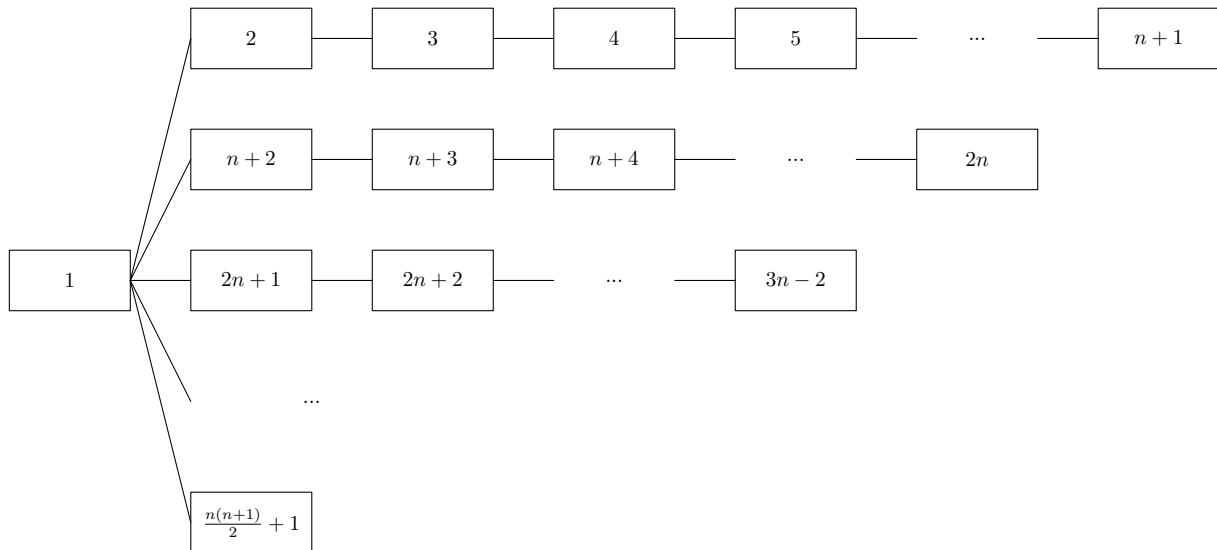 2 3 4 5 ... n + 1
n + 2 n + 3 n + 4 ... 2n
1 2n + 1 2n + 2 ... 3n − 2
...
n(n+1)/2 + 1